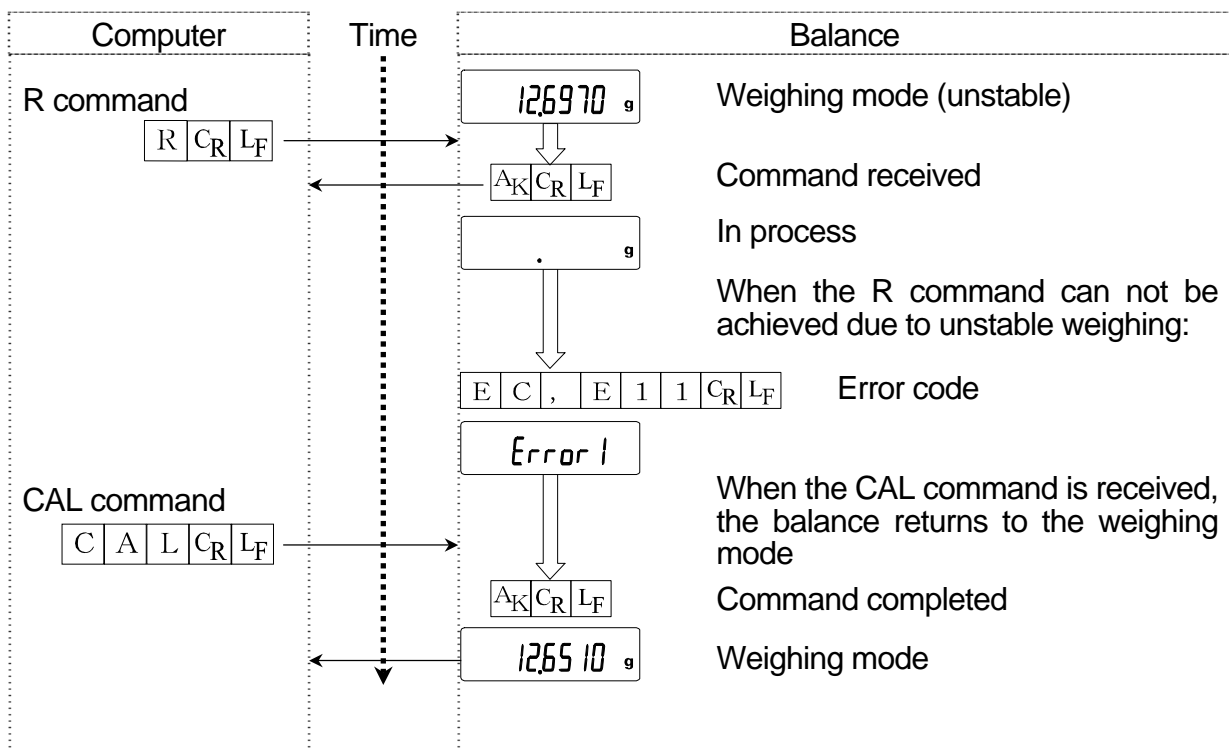 Computer
Time
Balance
R command
12.6970 g
Weighing mode (unstable)
R CR LF
AK CR LF
Command received
. g
In process
When the R command can not be
achieved due to unstable weighing:
E C , E 1 1 CR LF
Error code
Error 1
CAL command
When the CAL command is received,
the balance returns to the weighing
mode
C A L CR LF
AK CR LF
Command completed
12.6510 g
Weighing mode